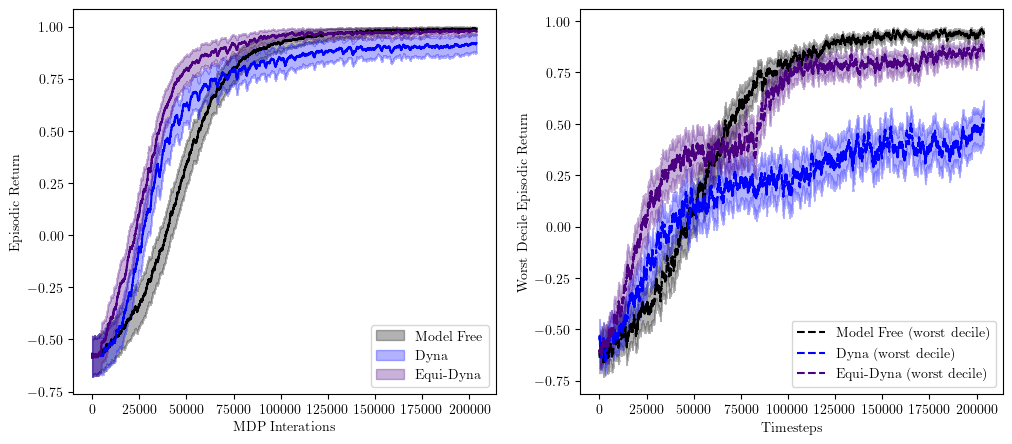 Episodic Return
1.00
0.75
0.50
0.25
0.00
−0.25
−0.50
−0.75
0 25000 50000 75000 100000 125000 150000 175000 200000
MDP Interations
Model Free
Dyna
Equi-Dyna
Worst Decile Episodic Return
1.00
0.75
0.50
0.25
0.00
−0.25
−0.50
−0.75
0 25000 50000 75000 100000 125000 150000 175000 200000
Timesteps
Model Free (worst decile)
Dyna (worst decile)
Equi-Dyna (worst decile)